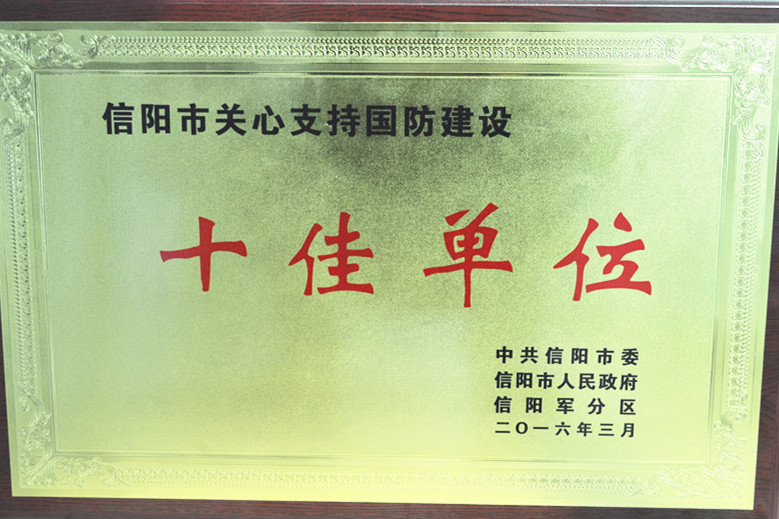 信阳市关心支持国防建设
十佳单位
中共信阳市委
信阳市人民政府
信阳军分区
二〇一六年三月